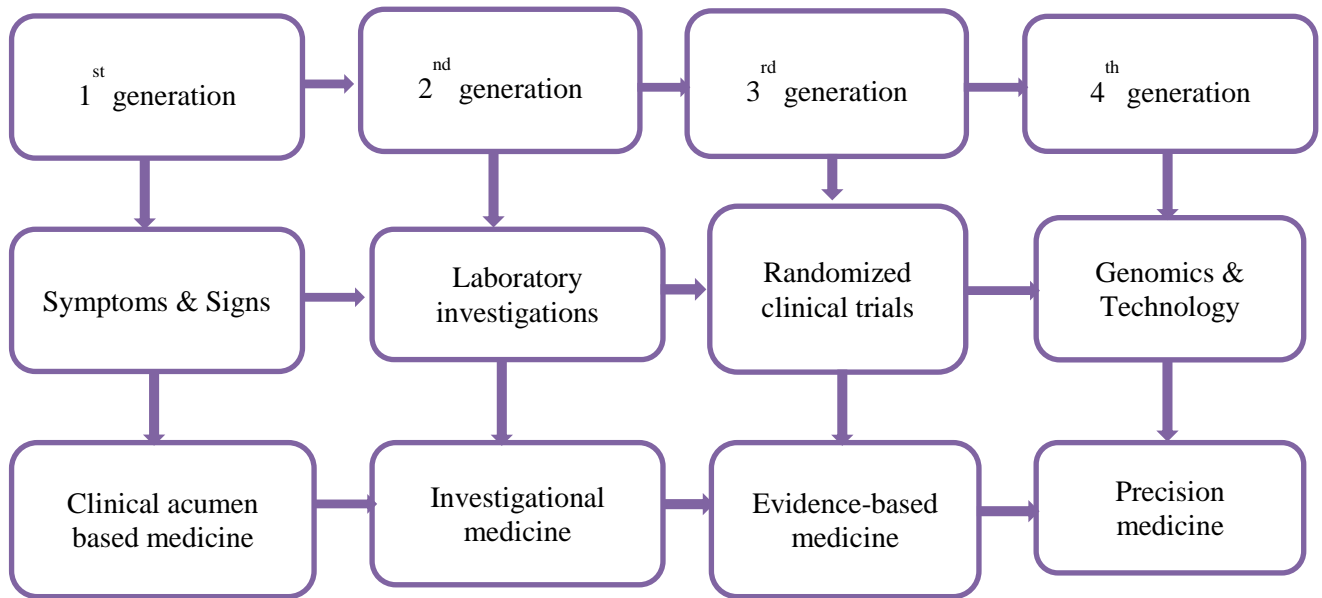 1st generation
2nd generation
3rd generation
4th generation
Symptoms & Signs
Laboratory
investigations
Randomized
clinical trials
Genomics &
Technology
Clinical acumen
based medicine
Investigational
medicine
Evidence-based
medicine
Precision
medicine